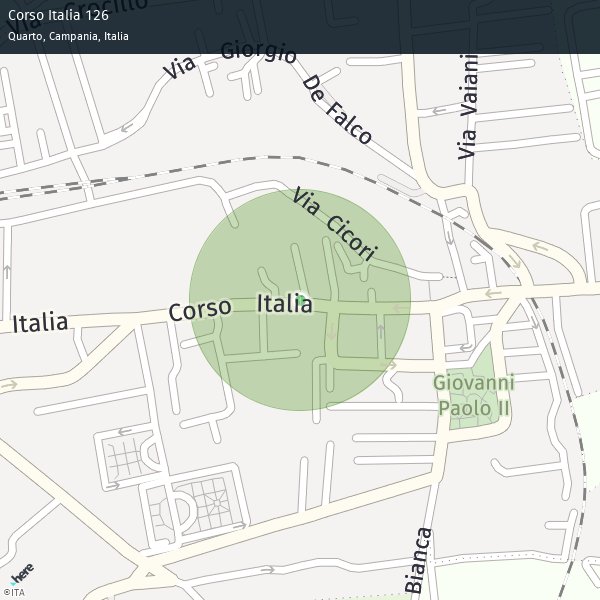 Corso Italia 126
Quarto, Campania, Italia
Via Crocillo
Via Giorgio De Falco
Via Vaiani
Via Cicori
Italia
Corso Italia
Giovanni
Paolo II
Bianca
here
©ITA